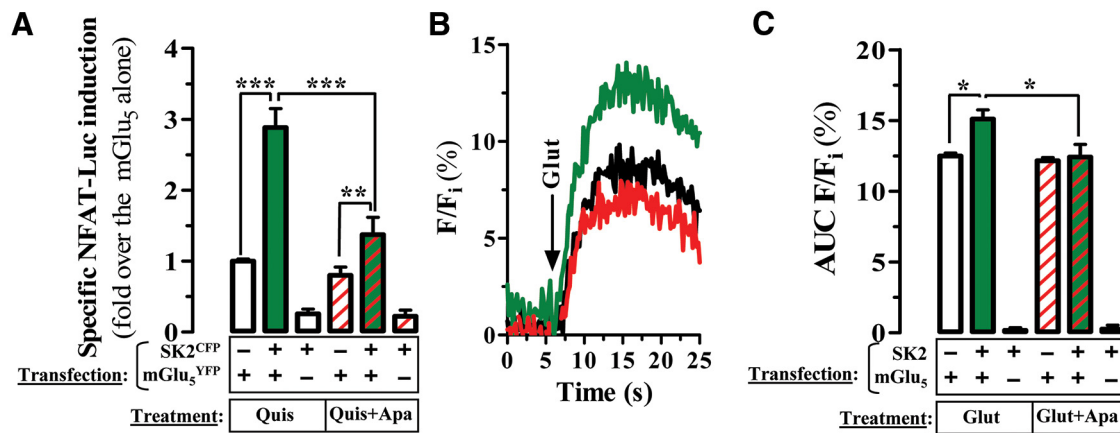 A
Specific NFAT-Luc induction
(fold over the mGlu5 alone)
4
3
2
1
0
***
***
**
SK2CFP
− + + − + +
Transfection:
mGlu5YFP
+ + − + + −
Treatment:
Quis
Quis+Apa
B
F/Fi (%)
15
10
5
0
Glut
0 5 10 15 20 25
Time (s)
C
AUC F/Fi (%)
20
15
10
5
0
*
*
SK2
− + + − + +
Transfection:
mGlu5
+ + − + + −
Treatment:
Glut
Glut+Apa